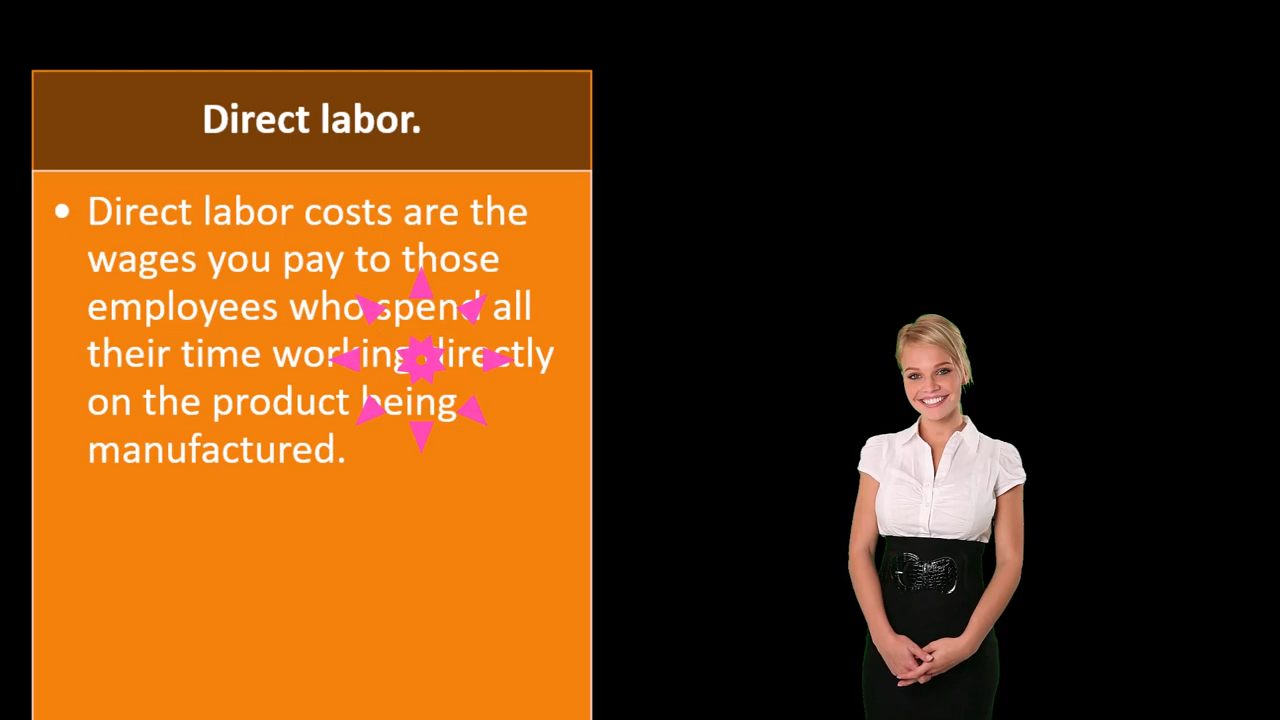 Direct labor.
• Direct labor costs are the
wages you pay to those
employees who spend all
their time working directly
on the product being
manufactured.